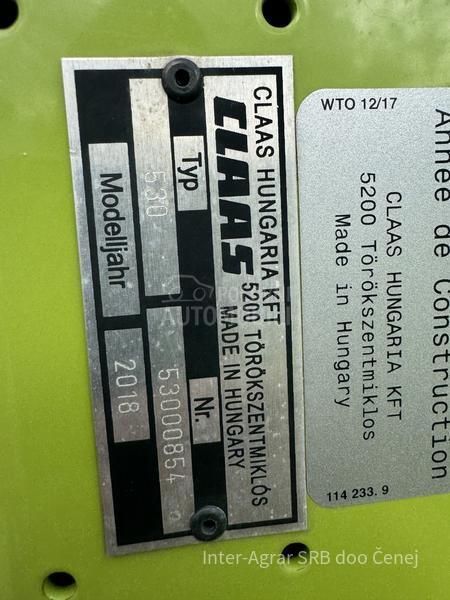 CLAAS HUNGARIA KFT
CLAAS 5200 TÖRÖKSZENTMIKLÓS
MADE IN HUNGARY
Typ
Nr.
530
53000854
Modelljahr
2018
WTO 12/17
Année de Construction
CLAAS HUNGARIA KFT
5200 Törökszentmiklos
Made in Hungary
114 233. 9
Inter-Agrar SRB doo Čenej